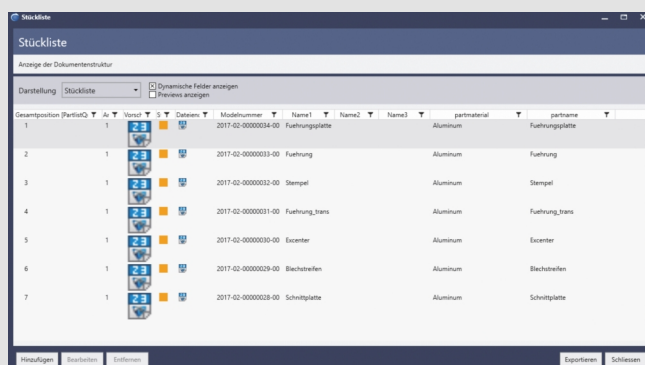 Stückliste
Stückliste
Anzeige der Dokumentenstruktur
Darstellung Stückliste Dynamische Felder anzeigen
Previews anzeigen
Gesamtposition [PartlistQ Ar Vorsch S Dateienc Modelnummer Name1 Name2 Name3 partmaterial partname
1 1 2017-02-00000034-00 Fuehrungsplatte Aluminum Fuehrungsplatte
2 1 2017-02-00000033-00 Fuehrung Aluminum Fuehrung
3 1 2017-02-00000032-00 Stempel Aluminum Stempel
4 1 2017-02-00000031-00 Fuehrung_trans Aluminum Fuehrung_trans
5 1 2017-02-00000030-00 Excenter Aluminum Excenter
6 1 2017-02-00000029-00 Blechstreifen Aluminum Blechstreifen
7 1 2017-02-00000028-00 Schnittplatte Aluminum Schnittplatte
Hinzufügen Bearbeiten Entfernen Exportieren Schliessen